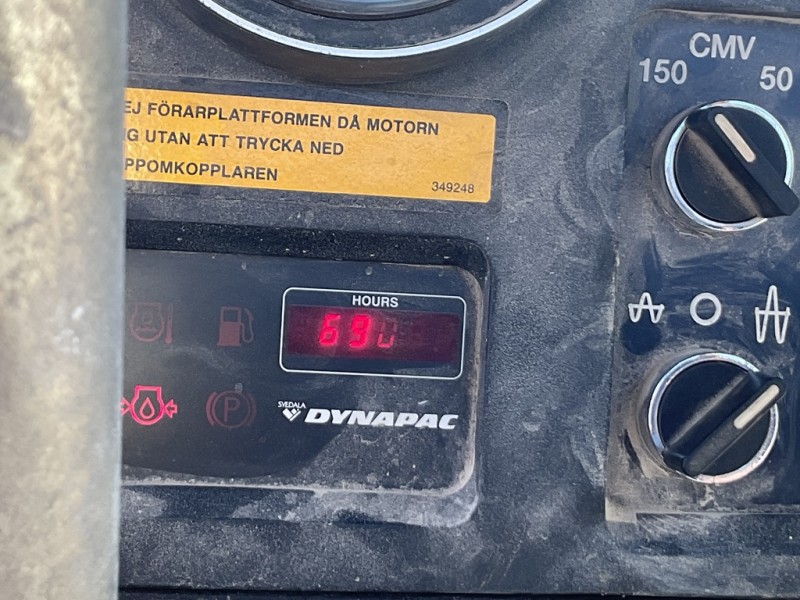 CMV
150 50
EJ FÖRARPLATTFORMEN DÅ MOTORN
G UTAN ATT TRYCKA NED
PPOMKOPPLAREN
349248
HOURS
P
SVEDALA
DYNAPAC